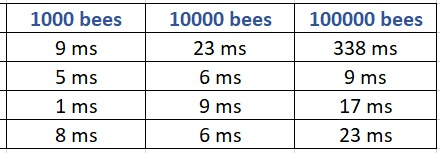 1000 bees 10000 bees 100000 bees
9 ms 23 ms 338 ms
5 ms 6 ms 9 ms
1 ms 9 ms 17 ms
8 ms 6 ms 23 ms